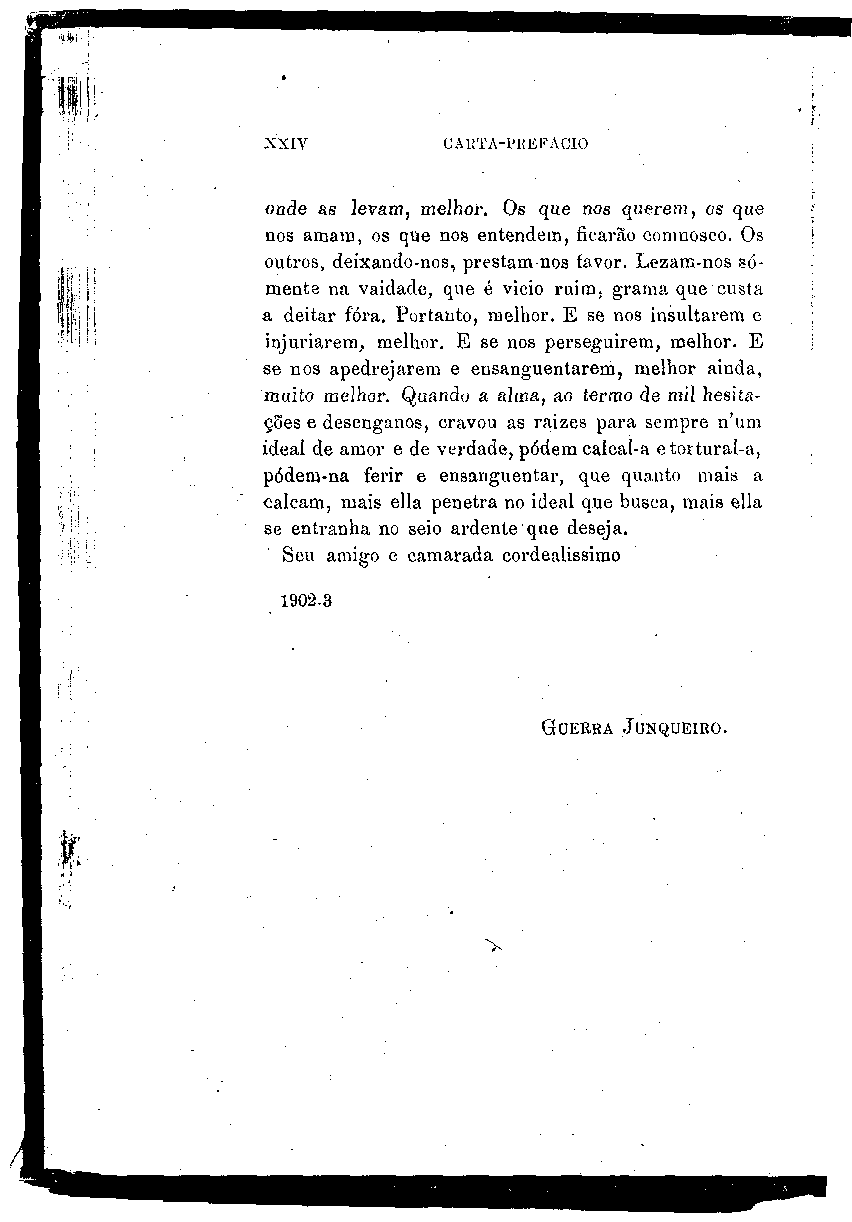 XXIV CARTA-PREFACIO
onde as levam, melhor. Os que nos querem, os que
nos amam, os que nos entendem, ficarão comnosco. Os
outros, deixando-nos, prestam-nos favor. Lezam-nos só-
mente na vaidade, que é vicio ruim, grama que custa
a deitar fóra. Portanto, melhor. E se nos insultarem e
injuriarem, melhor. E se nos perseguirem, melhor. E
se nos apedrejarem e ensanguentarem, melhor ainda,
muito melhor. Quando a alma, ao termo de mil hesita-
ções e desenganos, cravou as raizes para sempre n'um
ideal de amor e de verdade, pódem calcal-a e tortural-a,
pódem-na ferir e ensanguentar, que quanto mais a
calcam, mais ella penetra no ideal que busca, mais ella
se entranha no seio ardente que deseja.
Seu amigo e camarada cordealissimo
1902-3
GUERRA JUNQUEIRO.